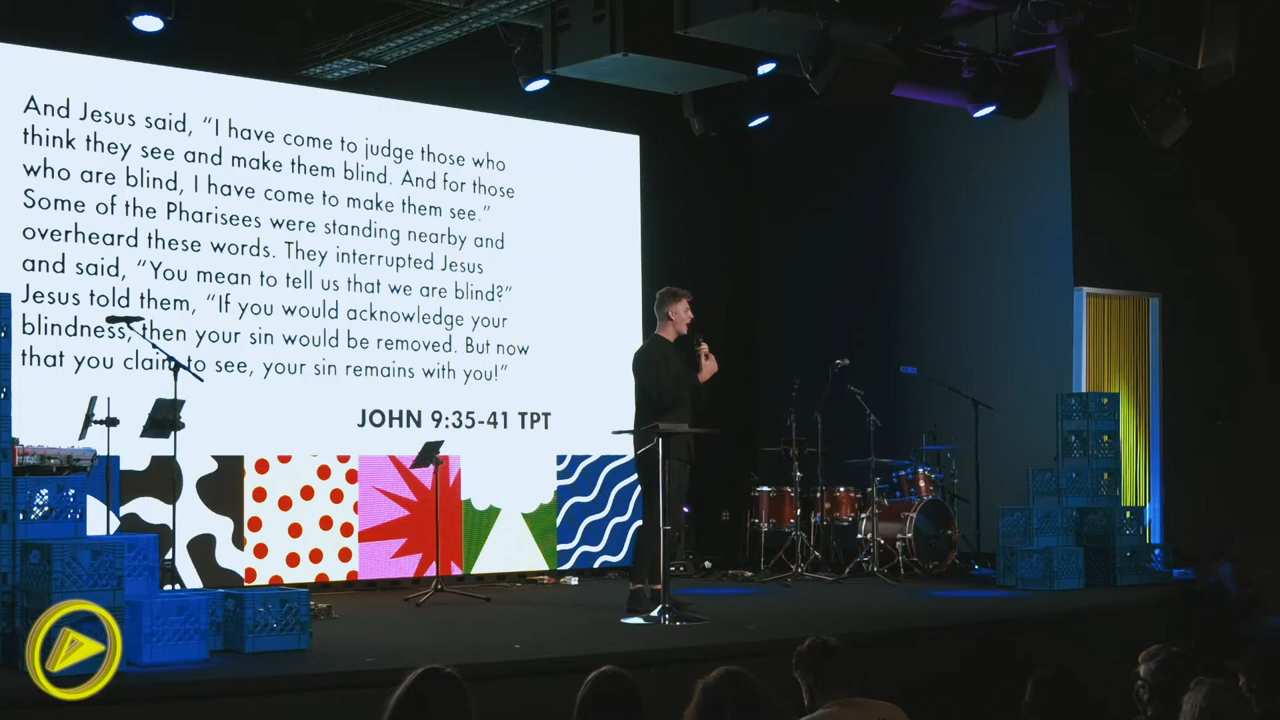 And Jesus said, “I have come to judge those who
think they see and make them blind. And for those
who are blind, I have come to make them see.”
Some of the Pharisees were standing nearby and
overheard these words. They interrupted Jesus
and said, “You mean to tell us that we are blind?”
Jesus told them, “If you would acknowledge your
blindness, then your sin would be removed. But now
that you claim to see, your sin remains with you!”
JOHN 9:35-41 TPT